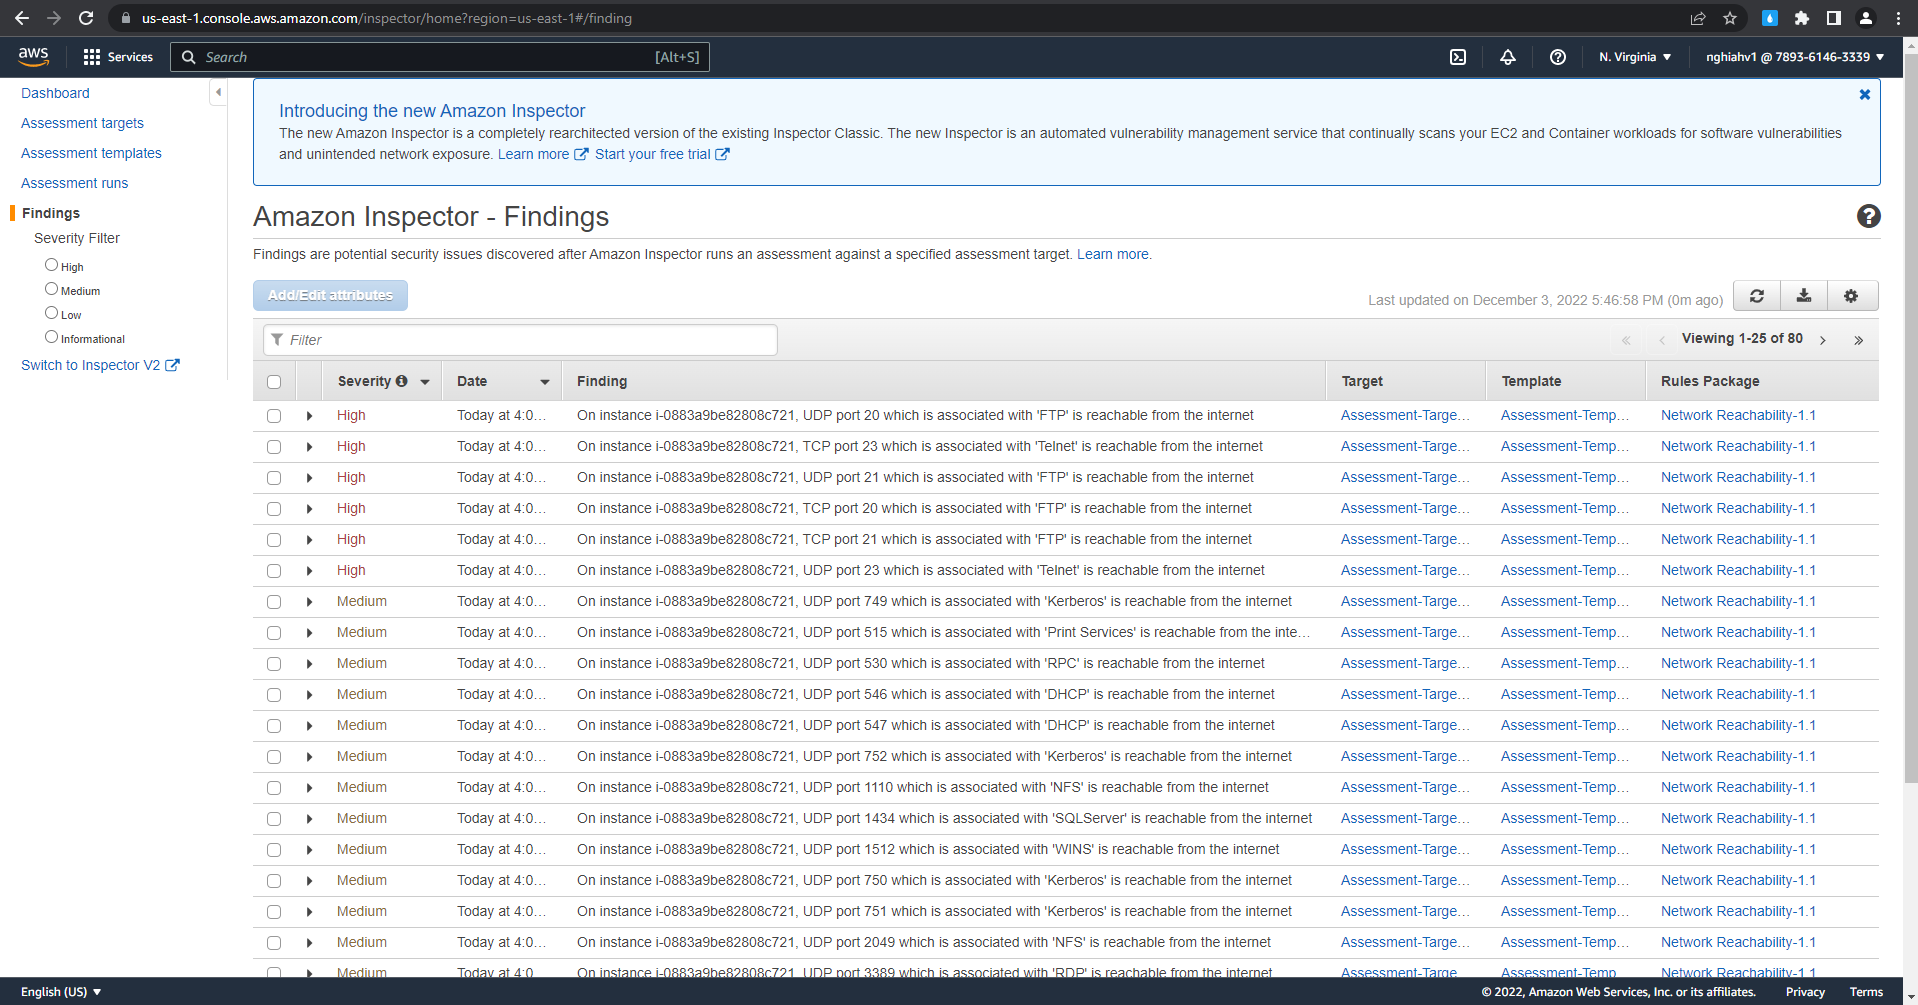 us-east-1.console.aws.amazon.com/inspector/home?region=us-east-1#/finding
aws
Services
Search
[Alt+S]
N. Virginia
nghiahv1 @ 7893-6146-3339
Dashboard
Assessment targets
Assessment templates
Assessment runs
Findings
Severity Filter
High
Medium
Low
Informational
Switch to Inspector V2
Introducing the new Amazon Inspector
The new Amazon Inspector is a completely rearchitected version of the existing Inspector Classic. The new Inspector is an automated vulnerability management service that continually scans your EC2 and Container workloads for software vulnerabilities
and unintended network exposure. Learn more Start your free trial
Amazon Inspector - Findings
Findings are potential security issues discovered after Amazon Inspector runs an assessment against a specified assessment target. Learn more.
Add/Edit attributes
Last updated on December 3, 2022 5:46:58 PM (0m ago)
Filter
« ‹ Viewing 1-25 of 80 › »
Severity Date Finding Target Template Rules Package
High Today at 4:0... On instance i-0883a9be82808c721, UDP port 20 which is associated with 'FTP' is reachable from the internet Assessment-Targe... Assessment-Temp... Network Reachability-1.1
High Today at 4:0... On instance i-0883a9be82808c721, TCP port 23 which is associated with 'Telnet' is reachable from the internet Assessment-Targe... Assessment-Temp... Network Reachability-1.1
High Today at 4:0... On instance i-0883a9be82808c721, UDP port 21 which is associated with 'FTP' is reachable from the internet Assessment-Targe... Assessment-Temp... Network Reachability-1.1
High Today at 4:0... On instance i-0883a9be82808c721, TCP port 20 which is associated with 'FTP' is reachable from the internet Assessment-Targe... Assessment-Temp... Network Reachability-1.1
High Today at 4:0... On instance i-0883a9be82808c721, TCP port 21 which is associated with 'FTP' is reachable from the internet Assessment-Targe... Assessment-Temp... Network Reachability-1.1
High Today at 4:0... On instance i-0883a9be82808c721, UDP port 23 which is associated with 'Telnet' is reachable from the internet Assessment-Targe... Assessment-Temp... Network Reachability-1.1
Medium Today at 4:0... On instance i-0883a9be82808c721, UDP port 749 which is associated with 'Kerberos' is reachable from the internet Assessment-Targe... Assessment-Temp... Network Reachability-1.1
Medium Today at 4:0... On instance i-0883a9be82808c721, UDP port 515 which is associated with 'Print Services' is reachable from the inte... Assessment-Targe... Assessment-Temp... Network Reachability-1.1
Medium Today at 4:0... On instance i-0883a9be82808c721, UDP port 530 which is associated with 'RPC' is reachable from the internet Assessment-Targe... Assessment-Temp... Network Reachability-1.1
Medium Today at 4:0... On instance i-0883a9be82808c721, UDP port 546 which is associated with 'DHCP' is reachable from the internet Assessment-Targe... Assessment-Temp... Network Reachability-1.1
Medium Today at 4:0... On instance i-0883a9be82808c721, UDP port 547 which is associated with 'DHCP' is reachable from the internet Assessment-Targe... Assessment-Temp... Network Reachability-1.1
Medium Today at 4:0... On instance i-0883a9be82808c721, UDP port 752 which is associated with 'Kerberos' is reachable from the internet Assessment-Targe... Assessment-Temp... Network Reachability-1.1
Medium Today at 4:0... On instance i-0883a9be82808c721, UDP port 1110 which is associated with 'NFS' is reachable from the internet Assessment-Targe... Assessment-Temp... Network Reachability-1.1
Medium Today at 4:0... On instance i-0883a9be82808c721, UDP port 1434 which is associated with 'SQLServer' is reachable from the internet Assessment-Targe... Assessment-Temp... Network Reachability-1.1
Medium Today at 4:0... On instance i-0883a9be82808c721, UDP port 1512 which is associated with 'WINS' is reachable from the internet Assessment-Targe... Assessment-Temp... Network Reachability-1.1
Medium Today at 4:0... On instance i-0883a9be82808c721, UDP port 750 which is associated with 'Kerberos' is reachable from the internet Assessment-Targe... Assessment-Temp... Network Reachability-1.1
Medium Today at 4:0... On instance i-0883a9be82808c721, UDP port 751 which is associated with 'Kerberos' is reachable from the internet Assessment-Targe... Assessment-Temp... Network Reachability-1.1
Medium Today at 4:0... On instance i-0883a9be82808c721, UDP port 2049 which is associated with 'NFS' is reachable from the internet Assessment-Targe... Assessment-Temp... Network Reachability-1.1
Medium Today at 4:0 On instance i-0883a9be82808c721, UDP port 3389 which is associated with 'RDP' is reachable from the internet Assessment-Targe Assessment-Temp Network Reachability-1.1
English (US)
© 2022, Amazon Web Services, Inc. or its affiliates. Privacy Terms